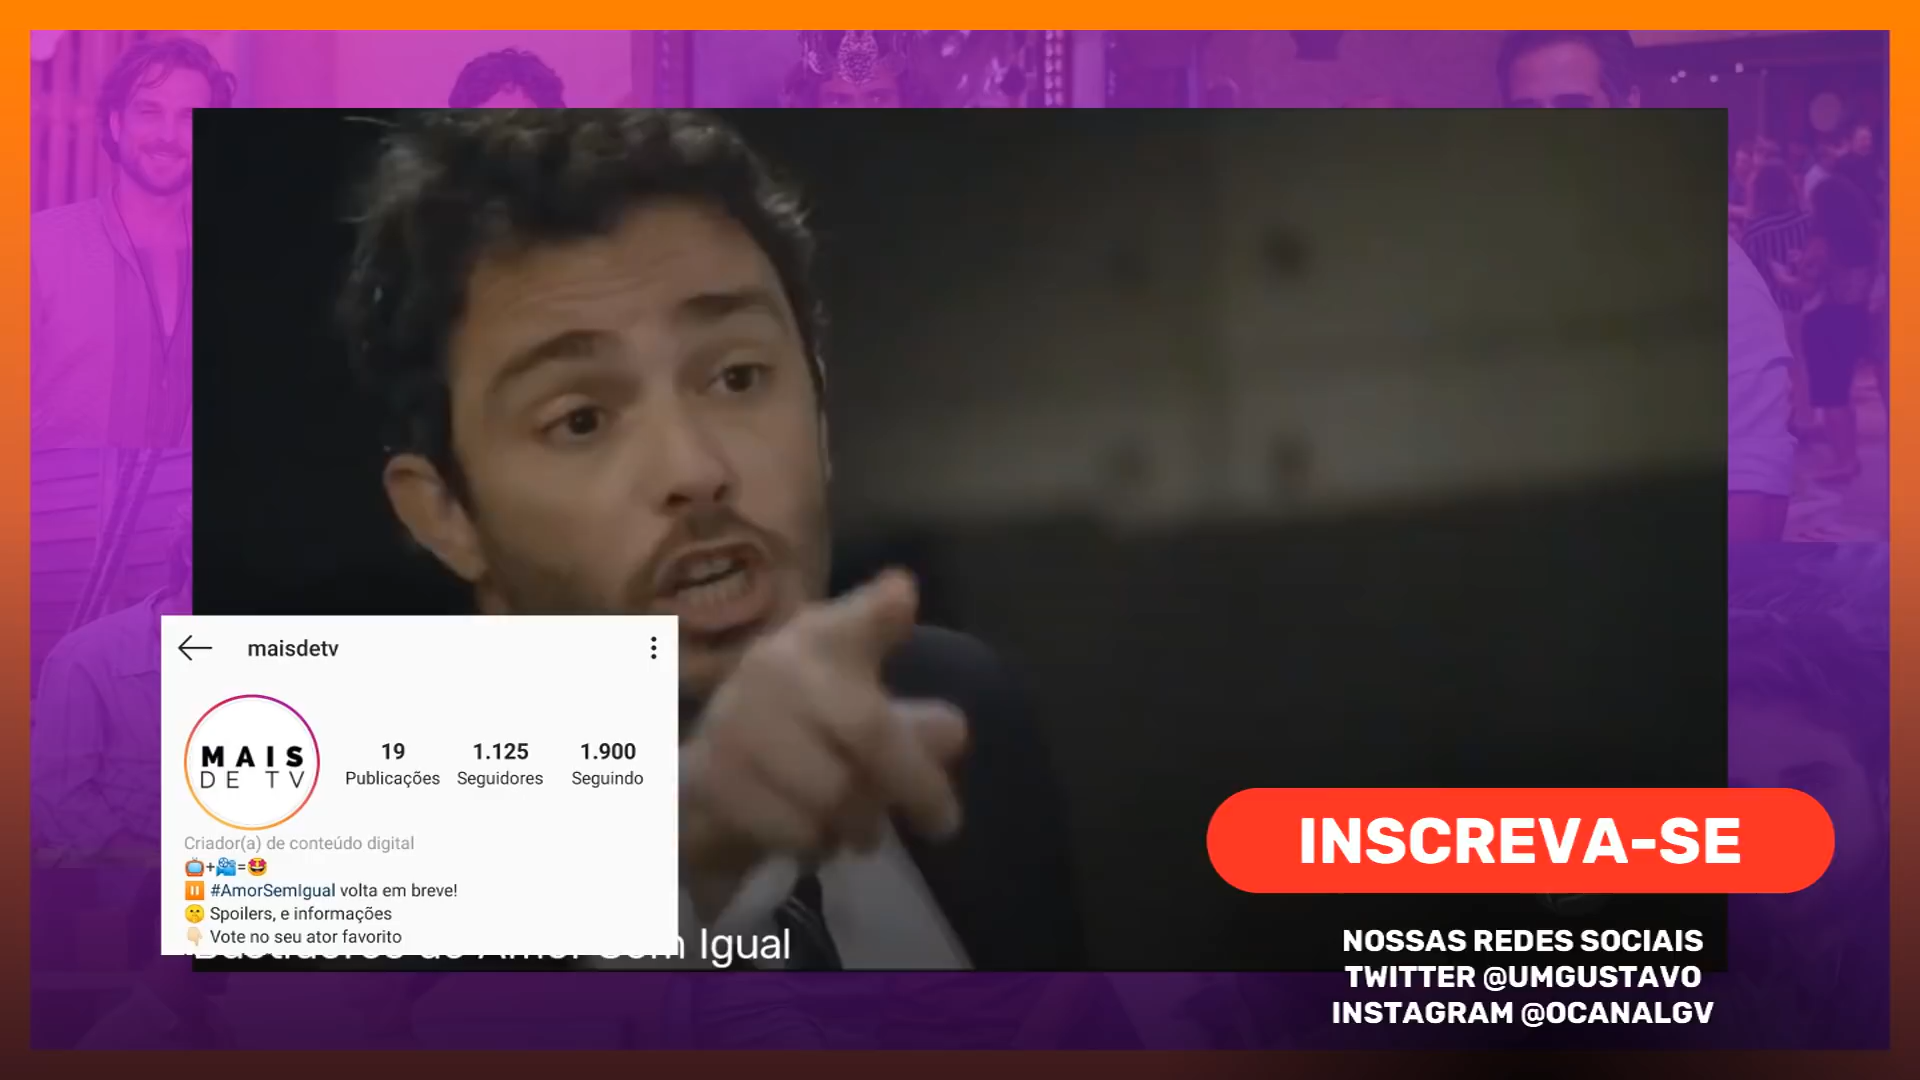 maisdetv
MAIS
DE TV
19
Publicações
1.125
Seguidores
1.900
Seguindo
Criador(a) de conteúdo digital
📺+🎦=🤩
⏸️ #AmorSemIgual volta em breve!
🤫 Spoilers, e informações
👇🏻 Vote no seu ator favorito
Igual
INSCREVA-SE
NOSSAS REDES SOCIAIS
TWITTER @UMGUSTAVO
INSTAGRAM @OCANALGV